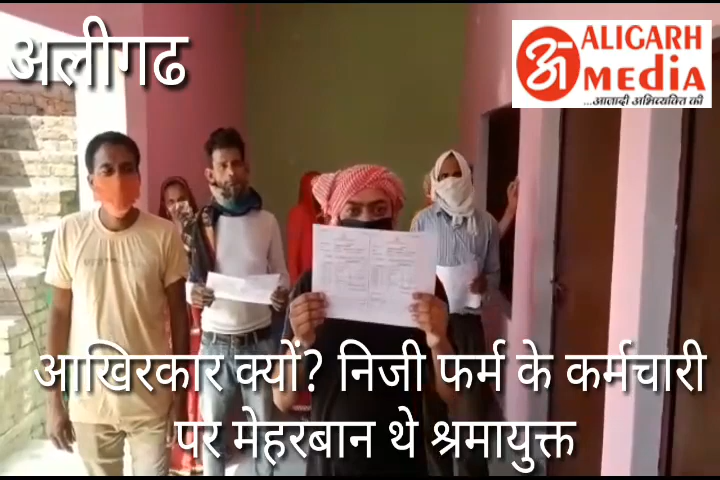 अलीगढ
ALIGARH
MEDIA
...आज़ादी अभिव्यक्ति की
आखिरकार क्यों? निजी फर्म के कर्मचारी
पर मेहरबान थे श्रमायुक्त